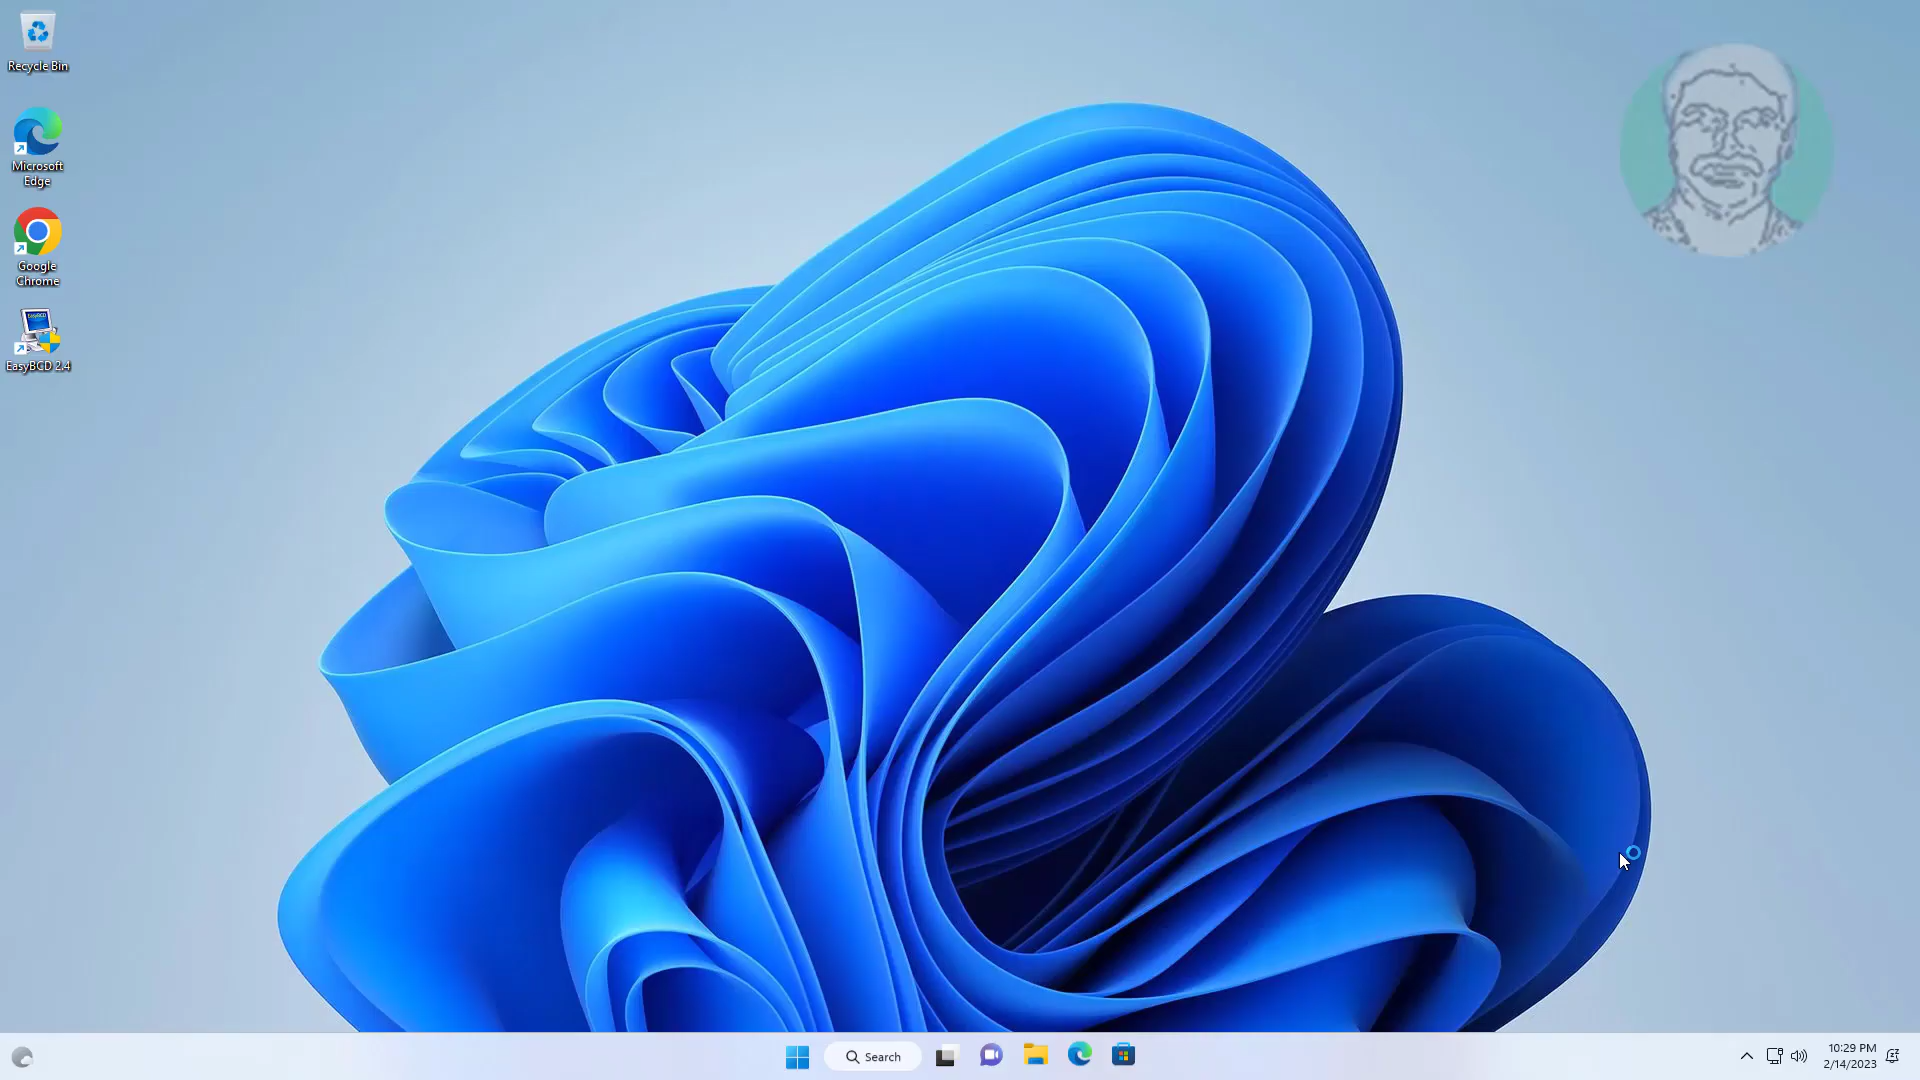 Recycle Bin
Microsoft
Edge
Google
Chrome
EasyBCD 2.4
Search
10:29 PM
2/14/2023